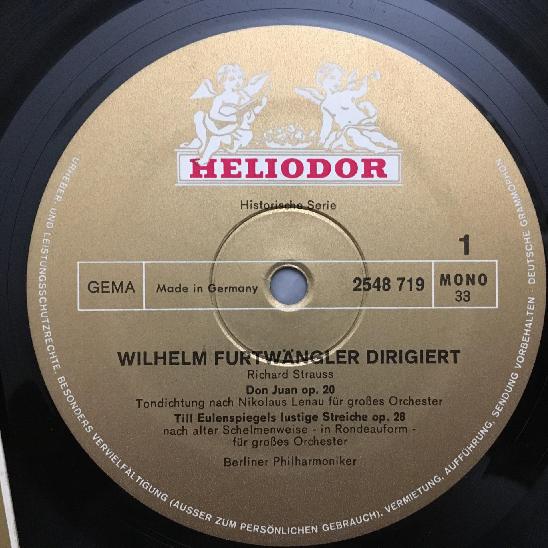 HELIODOR
Historische Serie
1
GEMA
Made in Germany
2548 719
MONO
33
WILHELM FURTWÄNGLER DIRIGIERT
Richard Strauss
Don Juan op. 20
Tondichtung nach Nikolaus Lenau für großes Orchester
Till Eulenspiegels lustige Streiche op. 28
nach alter Schelmenweise - in Rondeauform -
für großes Orchester
Berliner Philharmoniker
URHEBER- UND LEISTUNGSSCHUTZRECHTE, BESONDERS VERVIELFÄLTIGUNG (AUSSER ZUM PERSÖNLICHEN GEBRAUCH), VERMIETUNG, AUFFÜHRUNG, SENDUNG VORBEHALTEN - DEUTSCHE GRAMMOPHON